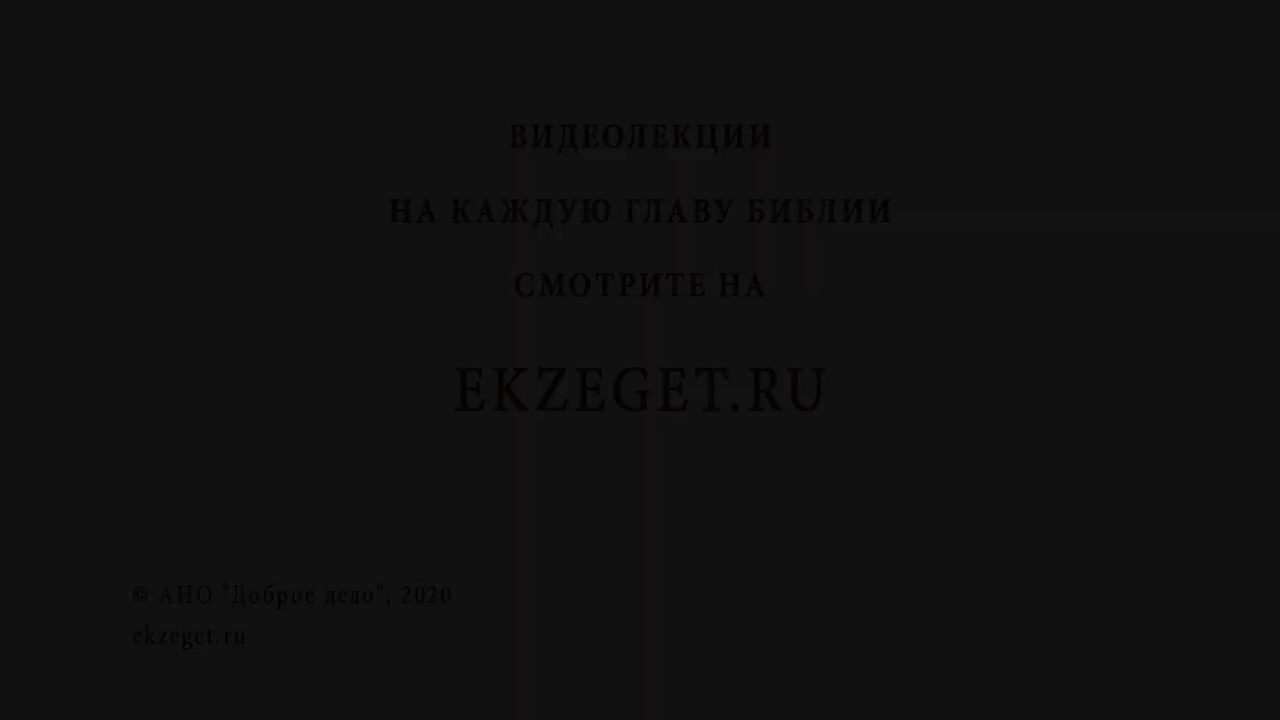 ВИДЕОЛЕКЦИИ
НА КАЖДУЮ ГЛАВУ БИБЛИИ
СМОТРИТЕ НА
EKZEGET.RU
© АНО "Доброе дело", 2020
ekzeget.ru